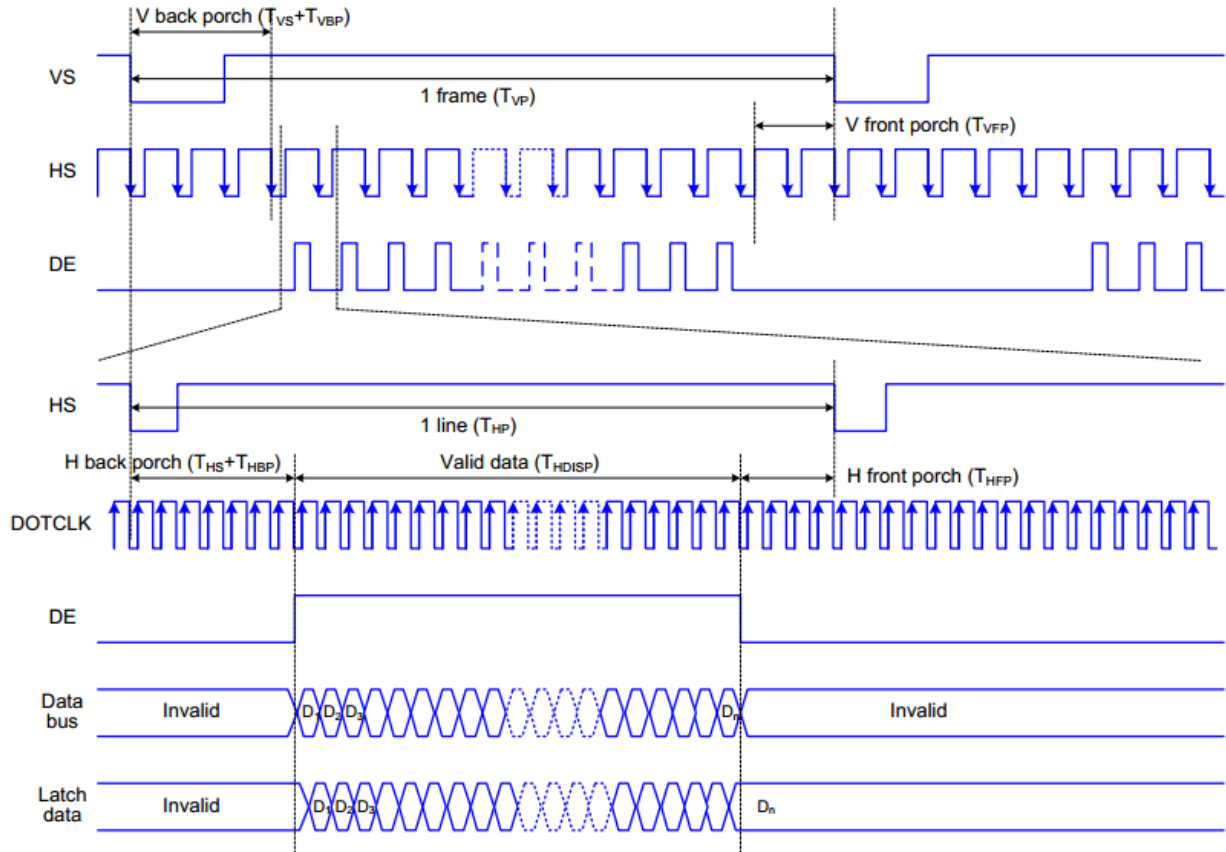 V back porch (TVS+TVBP)
VS
1 frame (TVP)
V front porch (TVFP)
HS
DE
HS
1 line (THP)
H back porch (THS+THBP)
Valid data (THDISP)
H front porch (THFP)
DOTCLK
DE
Data
bus
Invalid
D1 D2 D3
Dn
Invalid
Latch
data
Invalid
D1 D2 D3
Dn